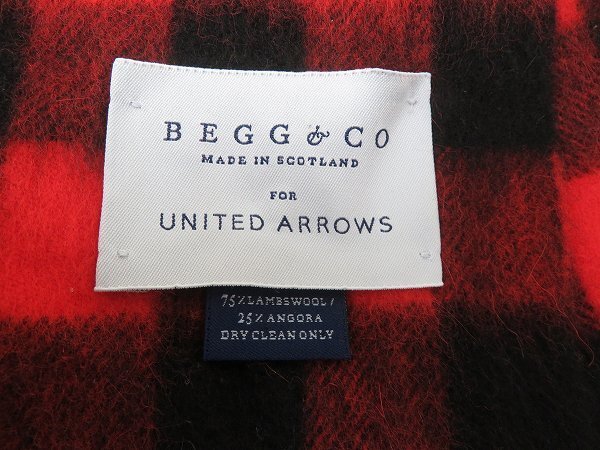 BEGG & CO
MADE IN SCOTLAND
FOR
UNITED ARROWS
75% LAMBSWOOL /
25% ANGORA
DRY CLEAN ONLY